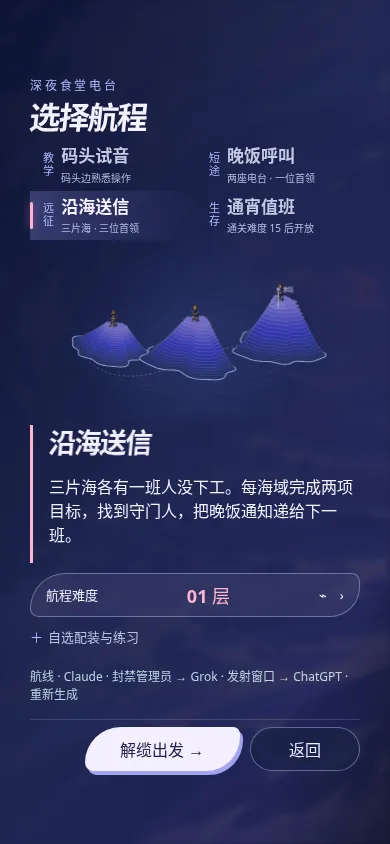 深夜食堂电台
选择航程
教学
码头试音
码头边熟悉操作
短途
晚饭呼叫
两座电台 · 一位首领
远征
沿海送信
三片海 · 三位首领
生存
通宵值班
通关难度 15 后开放
沿海送信
三片海各有一班人没下工。每海域完成两项
目标，找到守门人，把晚饭通知递给下一
班。
航程难度
01 层
⌁ ›
＋ 自选配装与练习
航线 · Claude · 封禁管理员 → Grok · 发射窗口 → ChatGPT ·
重新生成
解缆出发 →
返回